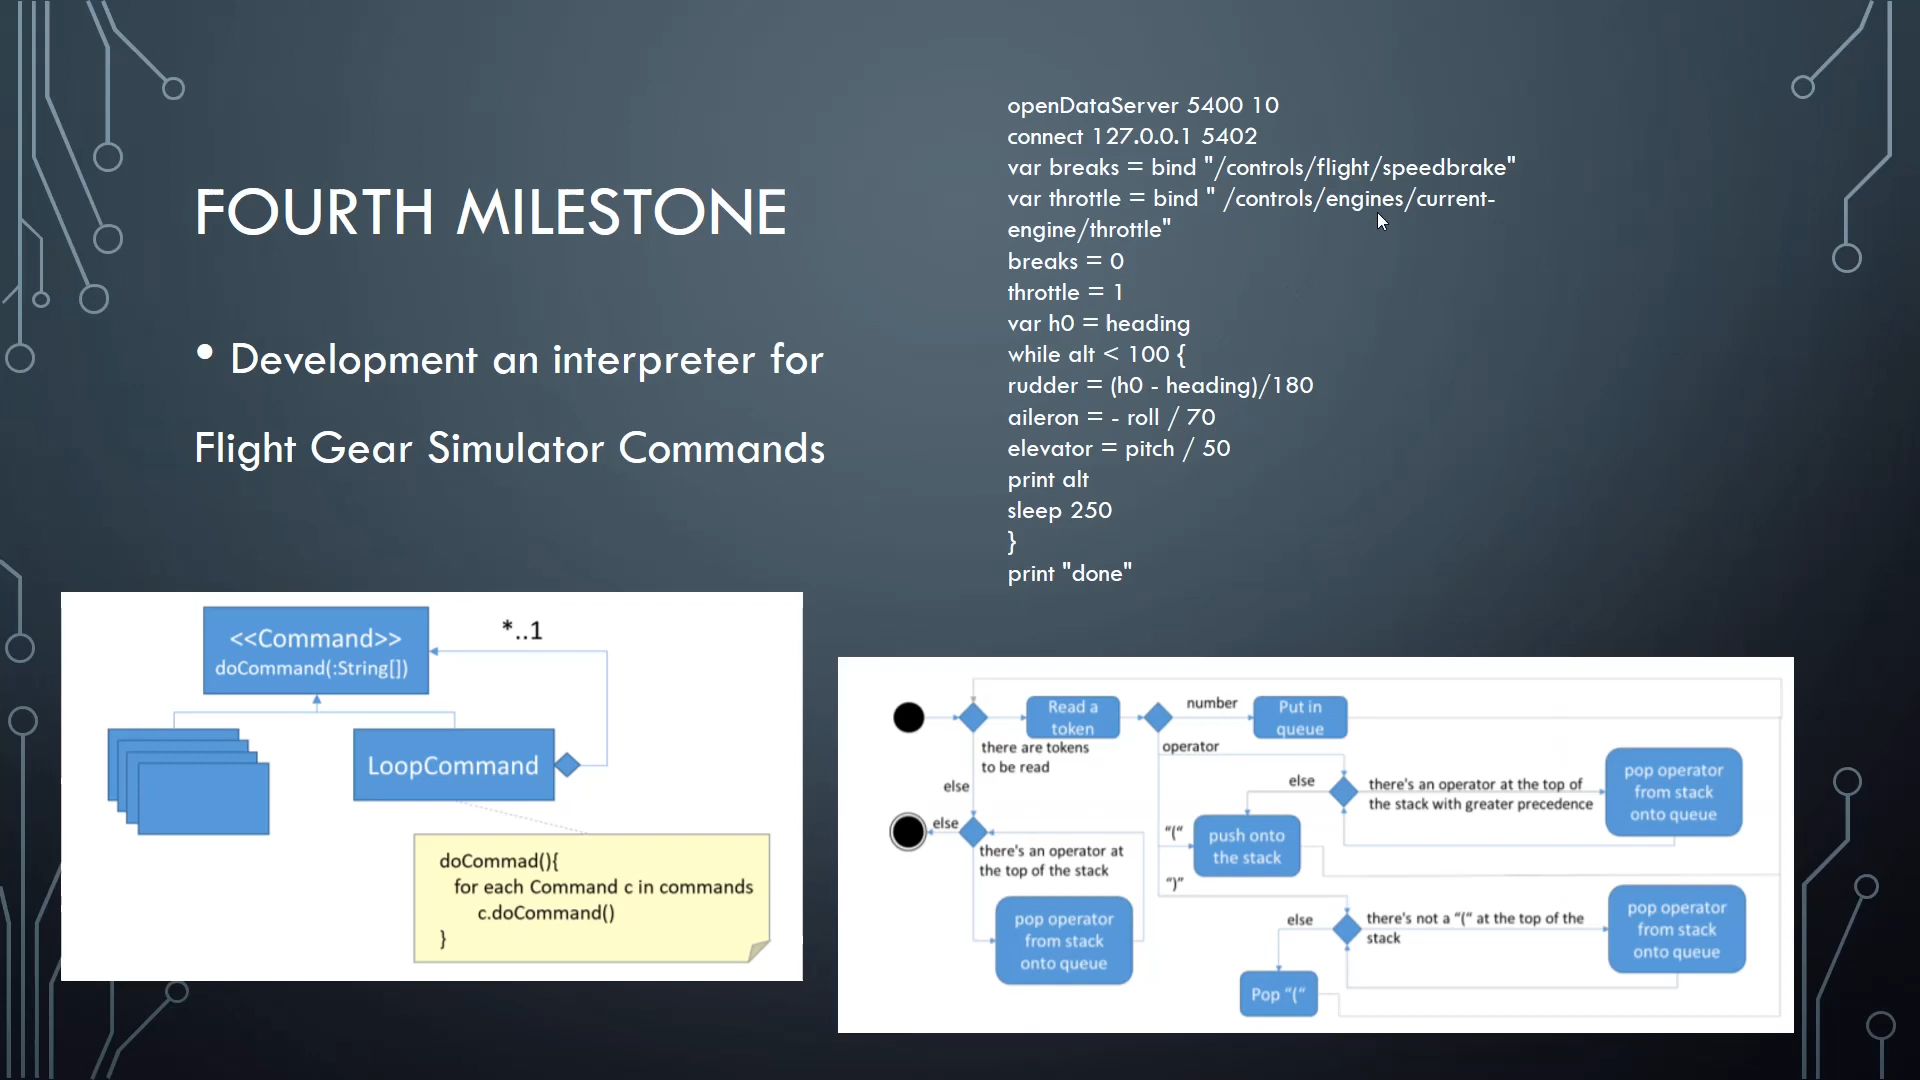 FOURTH MILESTONE
• Development an interpreter for
Flight Gear Simulator Commands
openDataServer 5400 10
connect 127.0.0.1 5402
var breaks = bind "/controls/flight/speedbrake"
var throttle = bind " /controls/engines/current-
engine/throttle"
breaks = 0
throttle = 1
var h0 = heading
while alt < 100 {
rudder = (h0 - heading)/180
aileron = - roll / 70
elevator = pitch / 50
print alt
sleep 250
}
print "done"
<<Command>>
doCommand(:String[])
*..1
LoopCommand
doCommad(){
for each Command c in commands
c.doCommand()
}
Read a
token
number
Put in
queue
there are tokens
to be read
operator
else
else
there's an operator at the top of
the stack with greater precedence
pop operator
from stack
onto queue
else
there's an operator at
the top of the stack
"("
push onto
the stack
")"
pop operator
from stack
onto queue
else
there's not a "(" at the top of the
stack
pop operator
from stack
onto queue
Pop "("